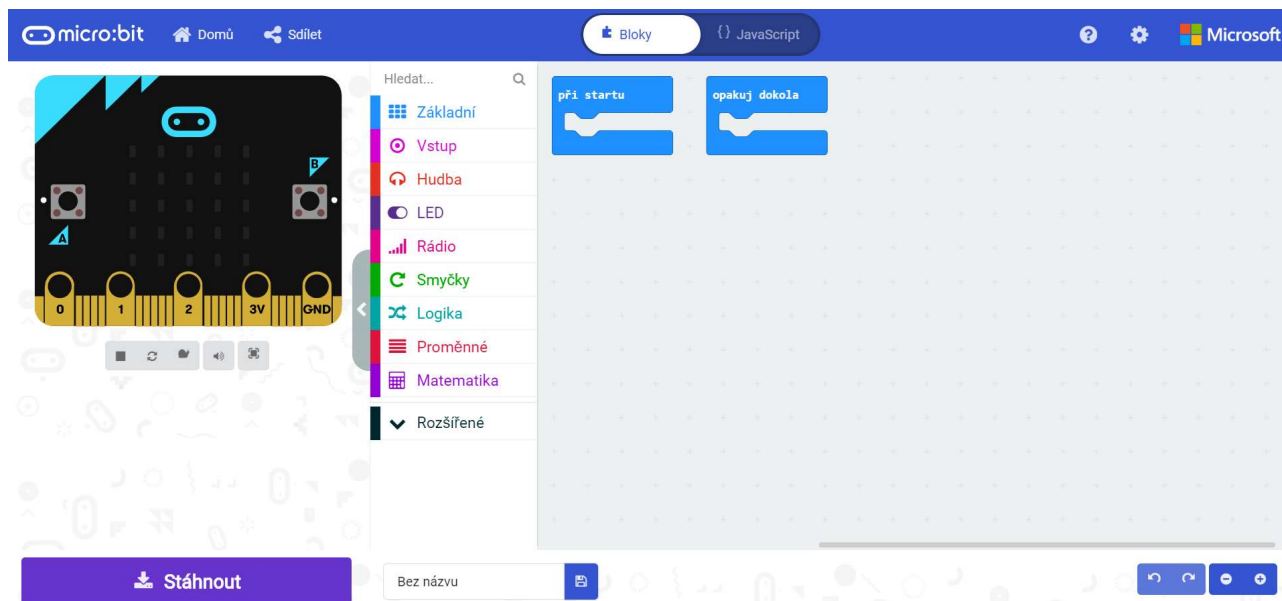 micro:bit Domů Sdílet Bloky {} JavaScript Microsoft
B
A
0 1 2 3V GND
Hledat...
Základní
Vstup
Hudba
LED
Rádio
Smyčky
Logika
Proměnné
Matematika
Rozšířené
při startu
opakuj dokola
Stáhnout
Bez názvu